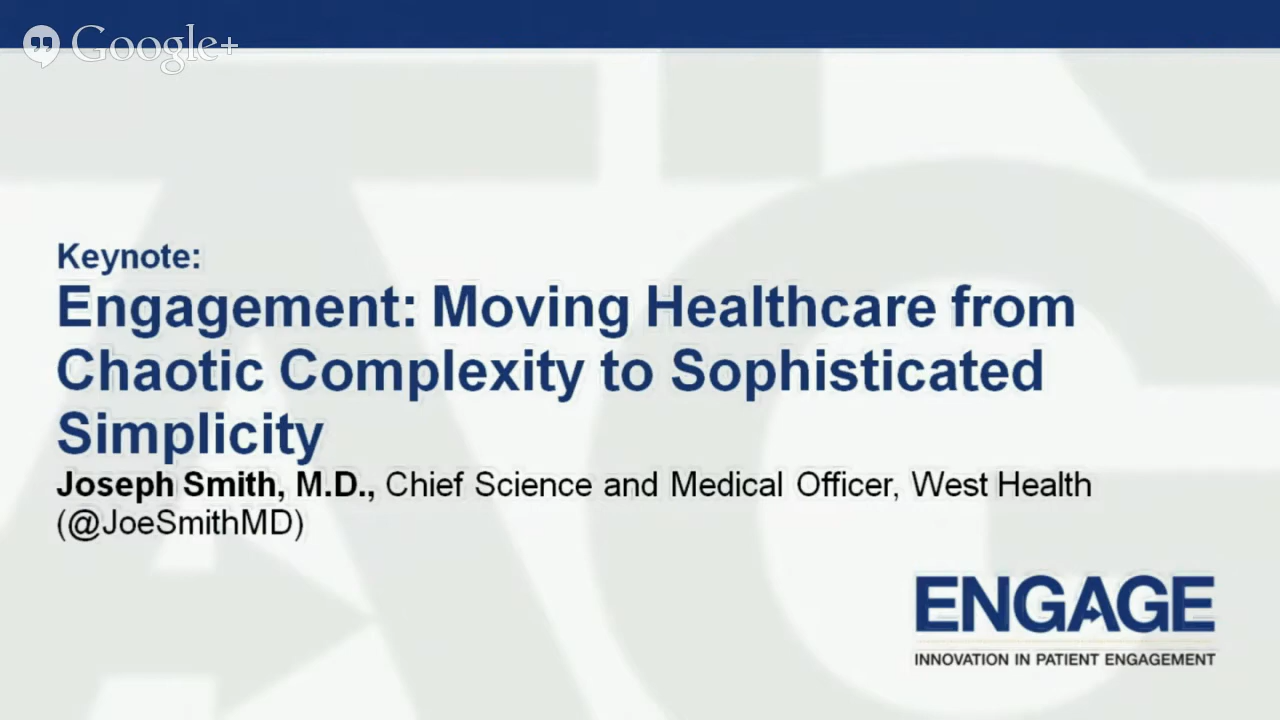 Google+
Keynote:
Engagement: Moving Healthcare from
Chaotic Complexity to Sophisticated
Simplicity
Joseph Smith, M.D., Chief Science and Medical Officer, West Health
(@JoeSmithMD)
ENGAGE
INNOVATION IN PATIENT ENGAGEMENT